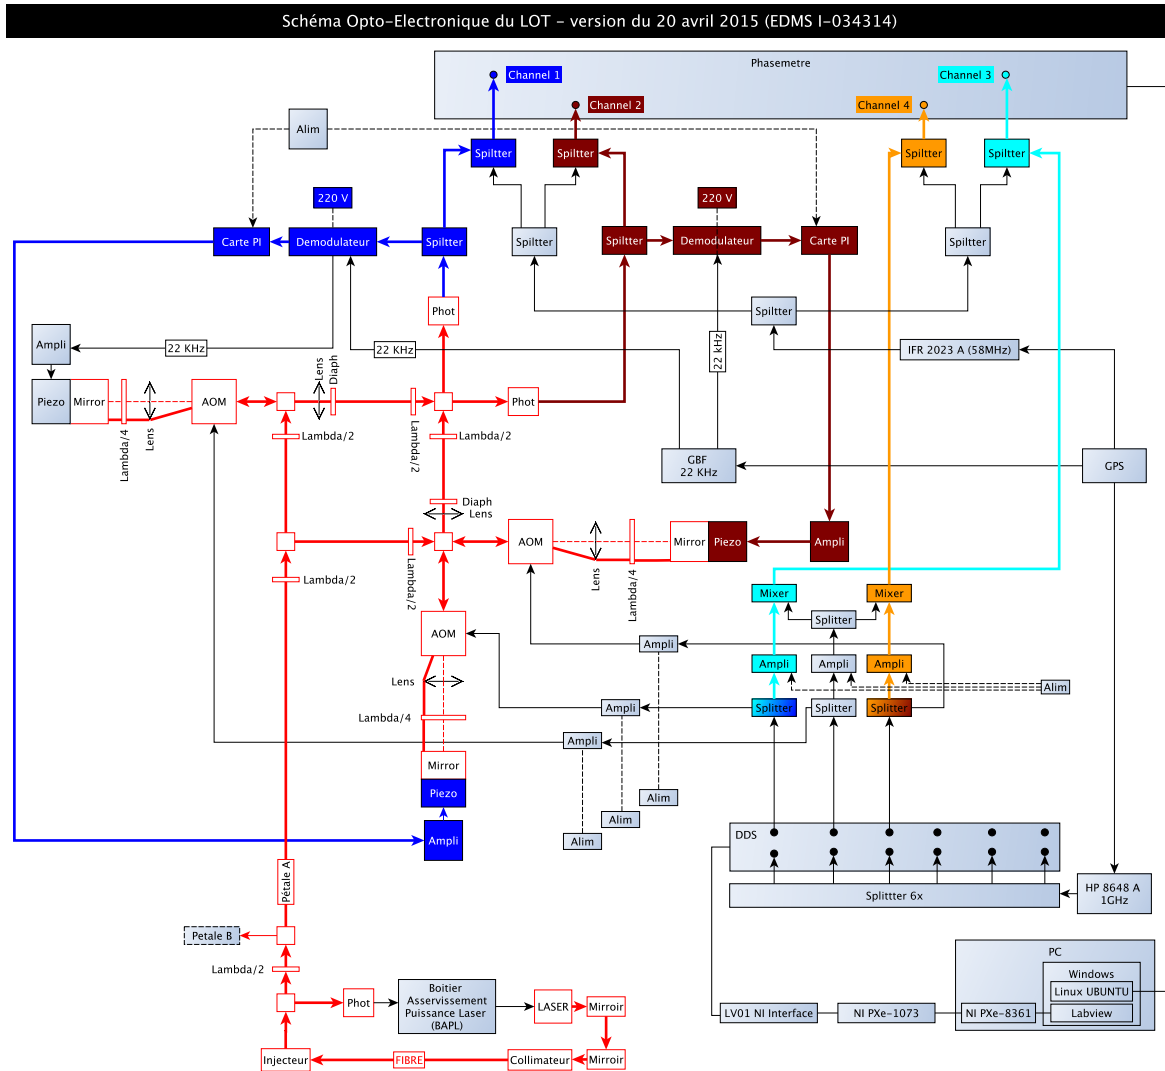 Schéma Opto-Electronique du LOT - version du 20 avril 2015 (EDMS I-034314)
Phasemetre
Channel 1
Channel 3
Channel 2
Channel 4
Alim
Spiltter
Spiltter
Spiltter
Spiltter
220 V
220 V
Carte PI
Demodulateur
Spiltter
Spiltter
Spiltter
Demodulateur
Carte PI
Spiltter
Phot
Spiltter
Ampli
22 KHz
22 KHz
22 kHz
IFR 2023 A (58MHz)
Lens
Diaph
Piezo
Mirror
AOM
Phot
Lambda/4
Lens
Lambda/2
Lambda/2
Lambda/2
GBF
22 KHz
GPS
Diaph
Lens
AOM
Mirror
Piezo
Ampli
Lambda/2
Lambda/2
Lens
Lambda/4
Mixer
Mixer
Splitter
AOM
Ampli
Ampli
Ampli
Ampli
Lens
Alim
Lambda/4
Ampli
Splitter
Splitter
Splitter
Ampli
Mirror
Piezo
Alim
Alim
Alim
Ampli
DDS
Pétale A
Splittter 6x
HP 8648 A
1GHz
Petale B
Lambda/2
PC
Windows
Linux UBUNTU
Labview
Phot
Boitier
Asservissement
Puissance Laser
(BAPL)
LASER
Mirroir
LV01 NI Interface
NI PXe-1073
NI PXe-8361
Injecteur
FIBRE
Collimateur
Mirroir